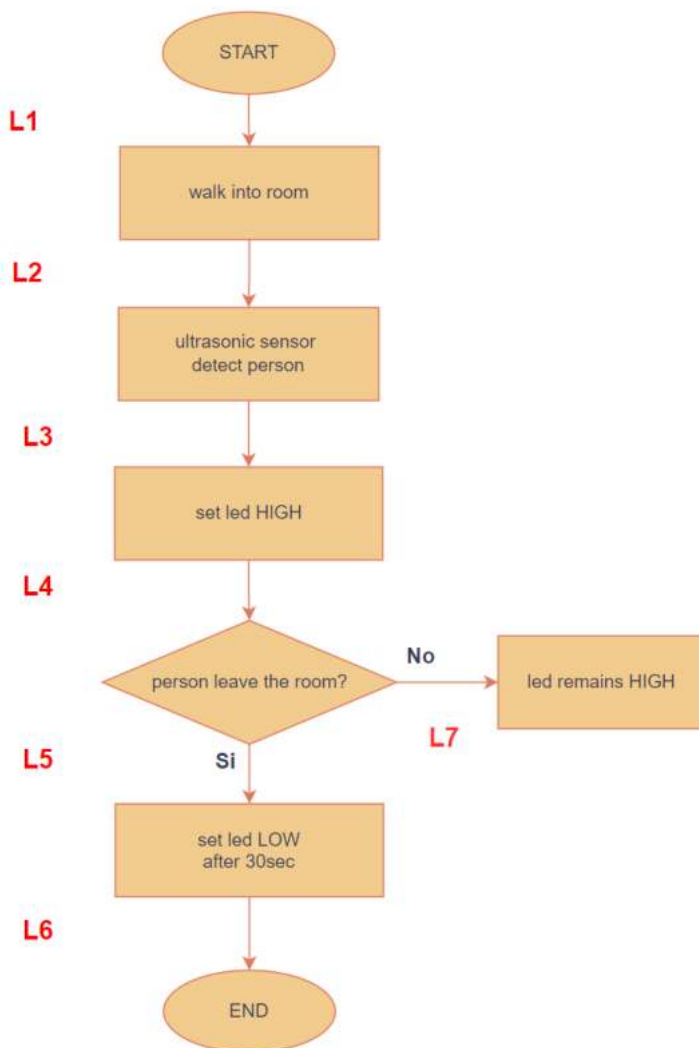 START
L1
walk into room
L2
ultrasonic sensor
detect person
L3
set led HIGH
L4
person leave the room?
No
led remains HIGH
L7
L5
Si
set led LOW
after 30sec
L6
END